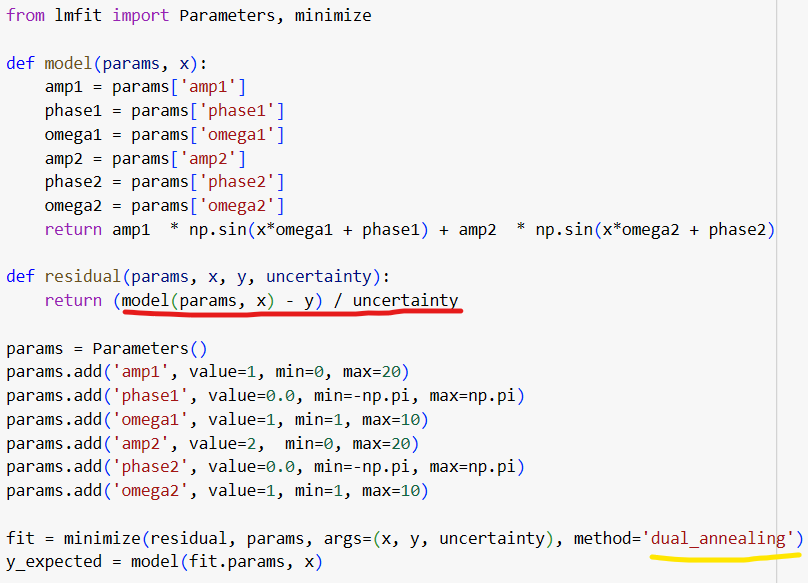 from lmfit import Parameters, minimize
def model(params, x):
    amp1 = params['amp1']
    phase1 = params['phase1']
    omega1 = params['omega1']
    amp2 = params['amp2']
    phase2 = params['phase2']
    omega2 = params['omega2']
    return amp1  * np.sin(x*omega1 + phase1) + amp2  * np.sin(x*omega2 + phase2)
def residual(params, x, y, uncertainty):
    return (model(params, x) - y) / uncertainty
params = Parameters()
params.add('amp1', value=1, min=0, max=20)
params.add('phase1', value=0.0, min=-np.pi, max=np.pi)
params.add('omega1', value=1, min=1, max=10)
params.add('amp2', value=2,  min=0, max=20)
params.add('phase2', value=0.0, min=-np.pi, max=np.pi)
params.add('omega2', value=1, min=1, max=10)
fit = minimize(residual, params, args=(x, y, uncertainty), method='dual_annealing')
y_expected = model(fit.params, x)